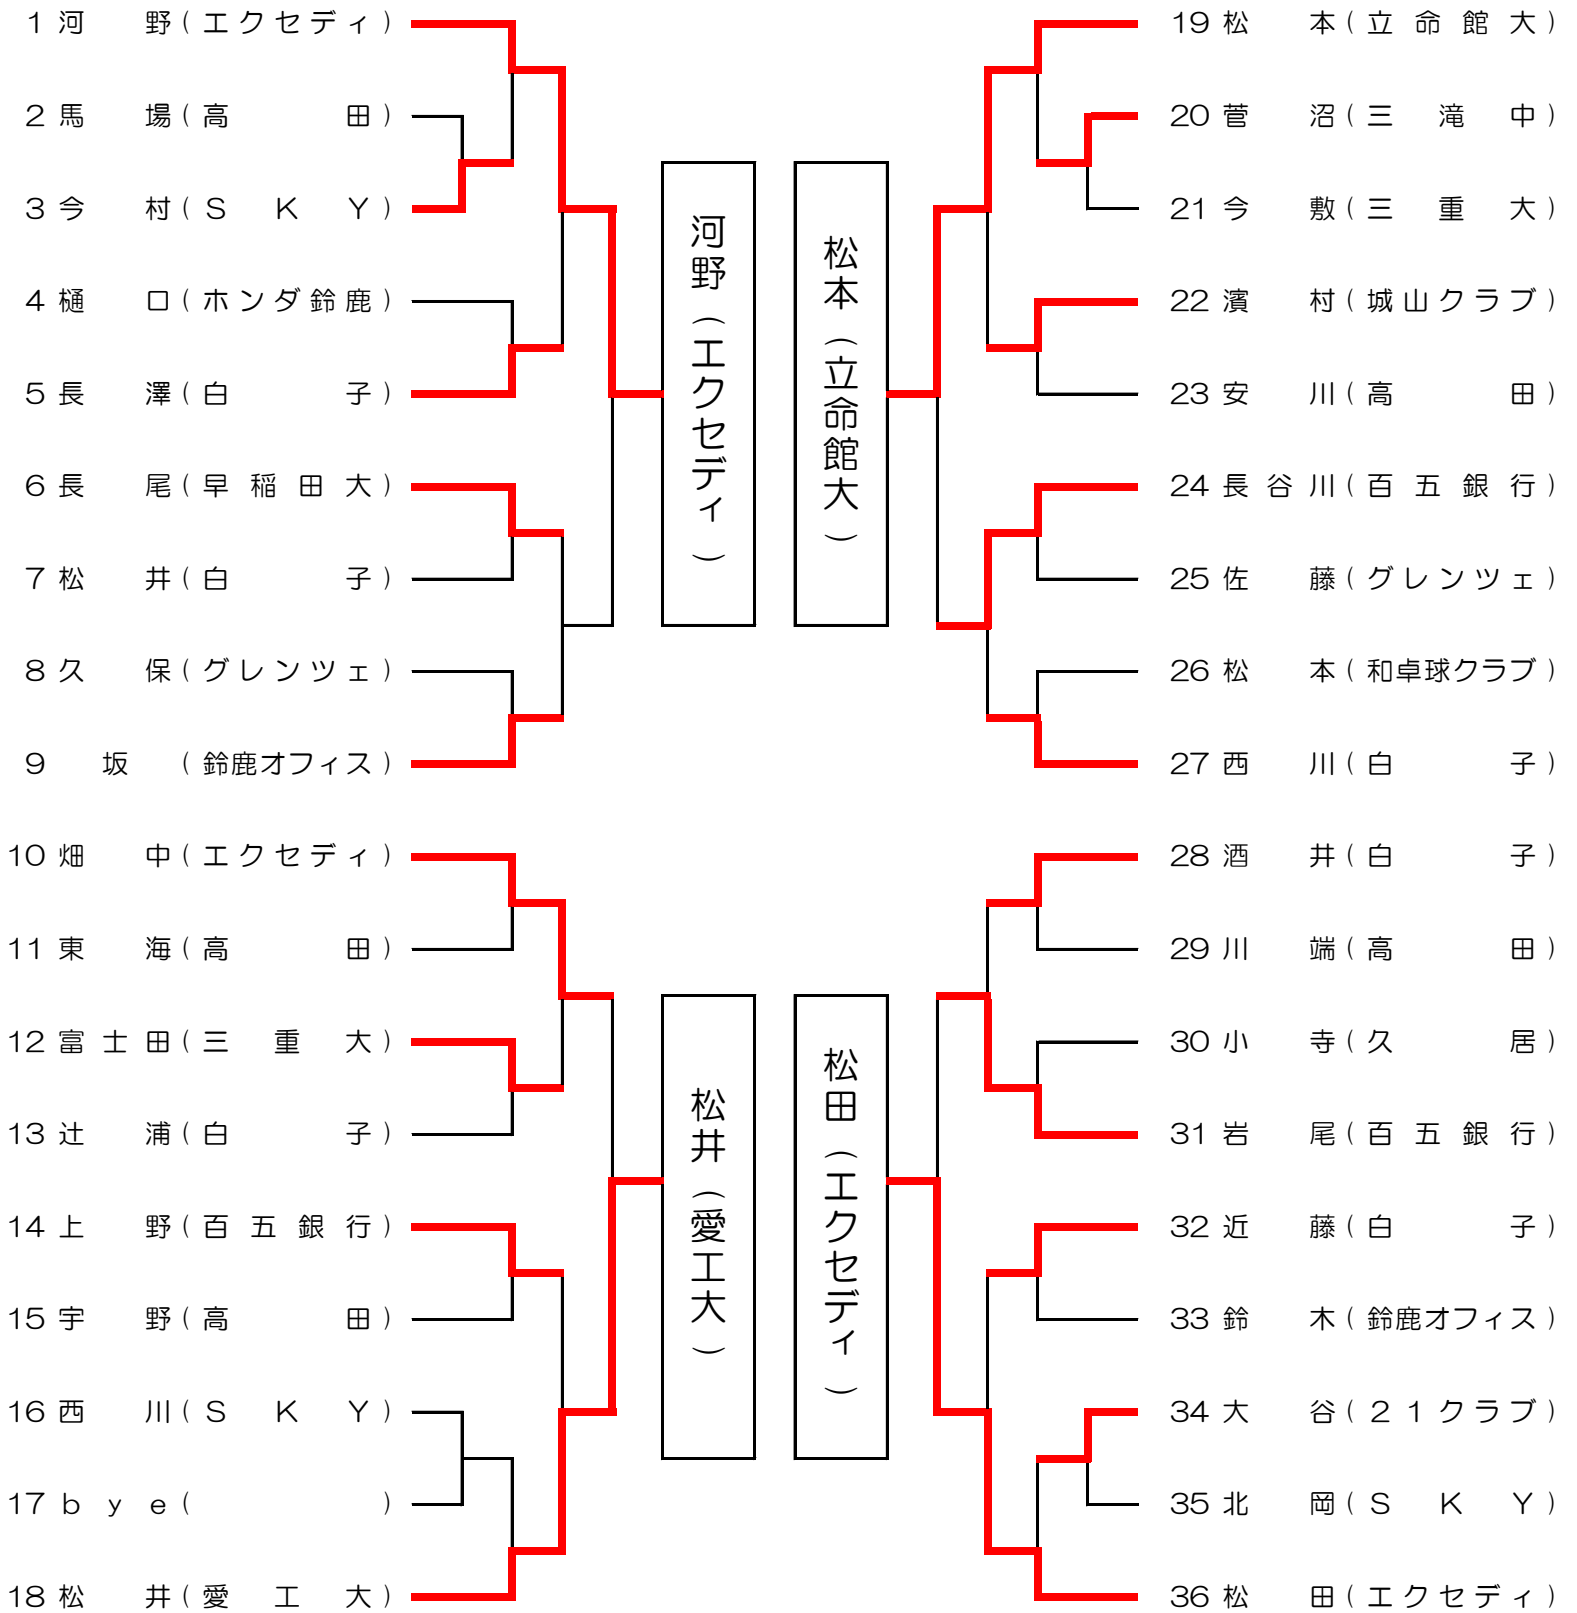 1 河野(エクセディ)
2 馬場(高田)
3 今村(SKY)
4 樋口(ホンダ鈴鹿)
5 長澤(白子)
6 長尾(早稲田大)
7 松井(白子)
8 久保(グレンツェ)
9 坂(鈴鹿オフィス)
10 畑中(エクセディ)
11 東海(高田)
12 富士田(三重大)
13 辻浦(白子)
14 上野(百五銀行)
15 宇野(高田)
16 西川(SKY)
17 bye( )
18 松井(愛工大)
河野(エクセディ)
松井(愛工大)
松本(立命館大)
松田(エクセディ)
19 松本(立命館大)
20 菅沼(三滝中)
21 今敷(三重大)
22 濱村(城山クラブ)
23 安川(高田)
24 長谷川(百五銀行)
25 佐藤(グレンツェ)
26 松本(和卓球クラブ)
27 西川(白子)
28 酒井(白子)
29 川端(高田)
30 小寺(久居)
31 岩尾(百五銀行)
32 近藤(白子)
33 鈴木(鈴鹿オフィス)
34 大谷(21クラブ)
35 北岡(SKY)
36 松田(エクセディ)